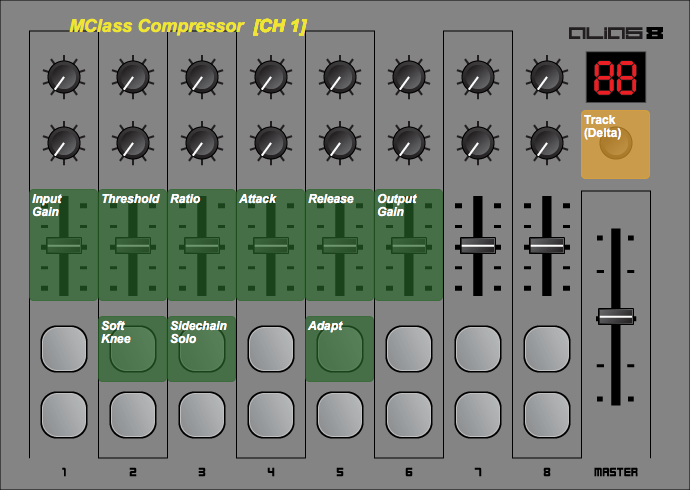 MClass Compressor [CH 1]
ALIAS 8
88
Track
(Delta)
Input
Gain
Threshold
Ratio
Attack
Release
Output
Gain
Soft
Knee
Sidechain
Solo
Adapt
1 2 3 4 5 6 7 8 MASTER